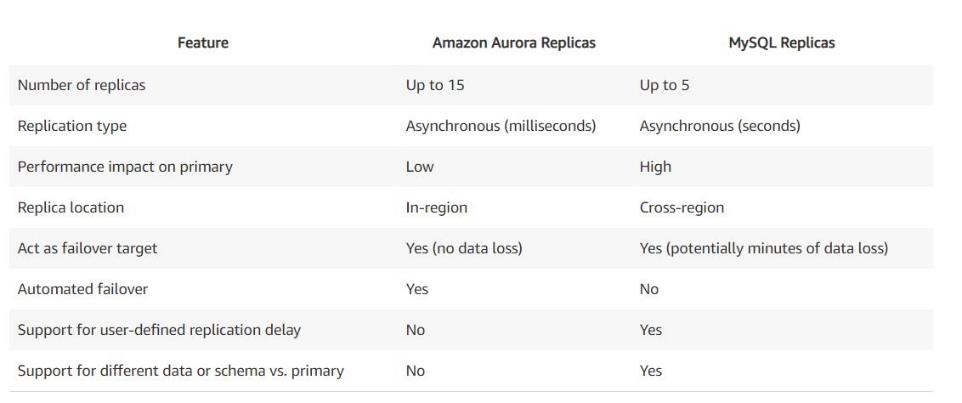 Feature Amazon Aurora Replicas MySQL Replicas
Number of replicas Up to 15 Up to 5
Replication type Asynchronous (milliseconds) Asynchronous (seconds)
Performance impact on primary Low High
Replica location In-region Cross-region
Act as failover target Yes (no data loss) Yes (potentially minutes of data loss)
Automated failover Yes No
Support for user-defined replication delay No Yes
Support for different data or schema vs. primary No Yes